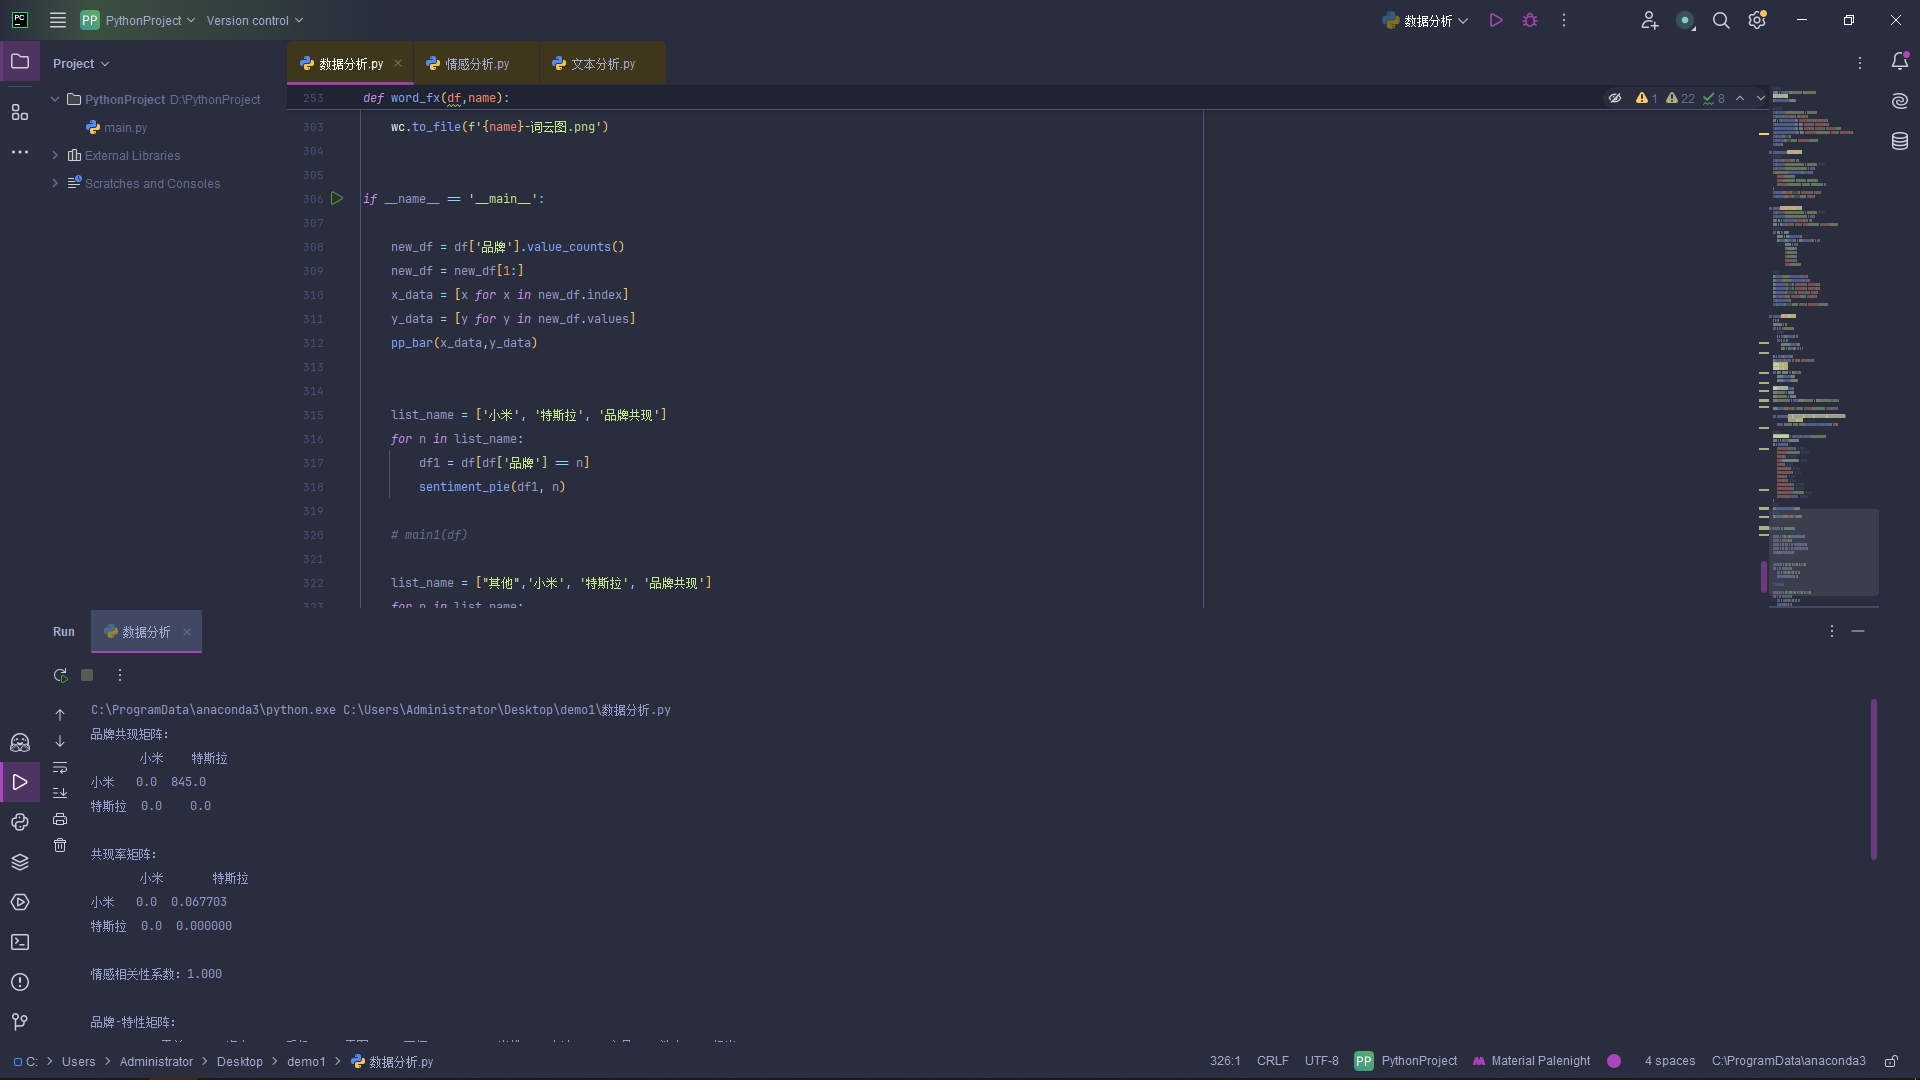 PC
PP PythonProject Version control
数据分析
Project
数据分析.py
情感分析.py
文本分析.py
PythonProject D:\PythonProject
main.py
External Libraries
Scratches and Consoles
253 def word_fx(df,name):
1 22 8
303 wc.to_file(f'{name}-词云图.png')
304
305
306 if __name__ == '__main__':
307
308 new_df = df['品牌'].value_counts()
309 new_df = new_df[1:]
310 x_data = [x for x in new_df.index]
311 y_data = [y for y in new_df.values]
312 pp_bar(x_data,y_data)
313
314
315 list_name = ['小米', '特斯拉', '品牌共现']
316 for n in list_name:
317 df1 = df[df['品牌'] == n]
318 sentiment_pie(df1, n)
319
320 # main1(df)
321
322 list_name = ["其他",'小米', '特斯拉', '品牌共现']
323 for n in list_name:
Run 数据分析
C:\ProgramData\anaconda3\python.exe C:\Users\Administrator\Desktop\demo1\数据分析.py
品牌共现矩阵:
小米 特斯拉
小米 0.0 845.0
特斯拉 0.0 0.0
共现率矩阵:
小米 特斯拉
小米 0.0 0.067703
特斯拉 0.0 0.000000
情感相关性系数: 1.000
品牌-特性矩阵:
C: Users Administrator Desktop demo1 数据分析.py
326:1 CRLF UTF-8 PP PythonProject Material Palenight 4 spaces C:\ProgramData\anaconda3